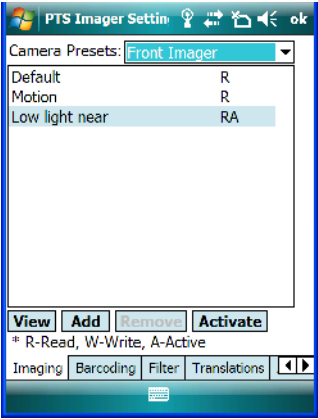 PTS Imager Settin ok
Camera Presets: Front Imager
Default R
Motion R
Low light near RA
View Add Remove Activate
* R-Read, W-Write, A-Active
Imaging Barcoding Filter Translations